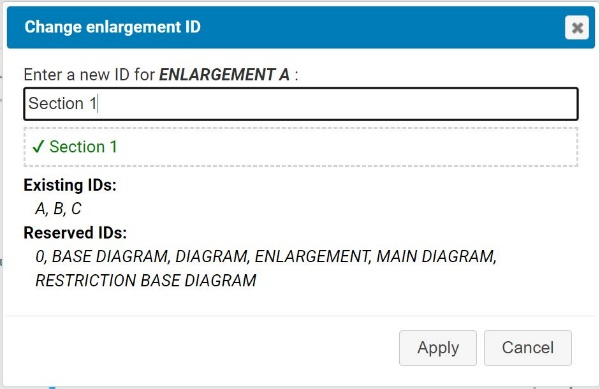 Change enlargement ID
Enter a new ID for ENLARGEMENT A :
Section 1
✓ Section 1
Existing IDs:
A, B, C
Reserved IDs:
0, BASE DIAGRAM, DIAGRAM, ENLARGEMENT, MAIN DIAGRAM,
RESTRICTION BASE DIAGRAM
Apply Cancel